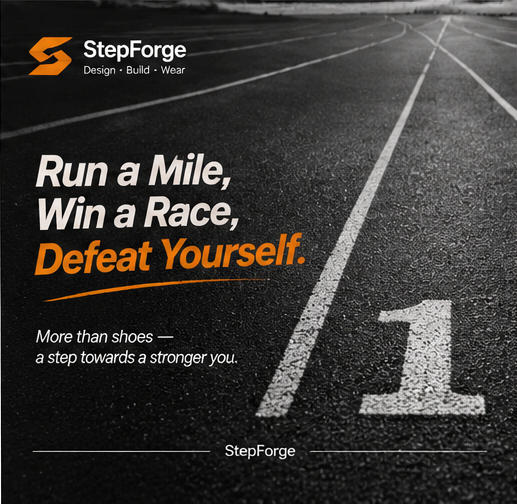 StepForge
Design · Build · Wear
Run a Mile,
Win a Race,
Defeat Yourself.
More than shoes —
a step towards a stronger you.
1
StepForge